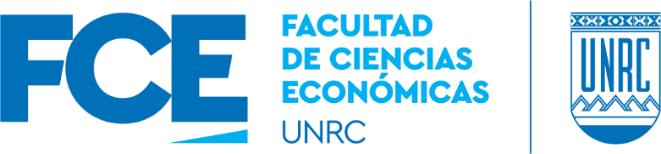 FCE
FACULTAD
DE CIENCIAS
ECONÓMICAS
UNRC
UNRC